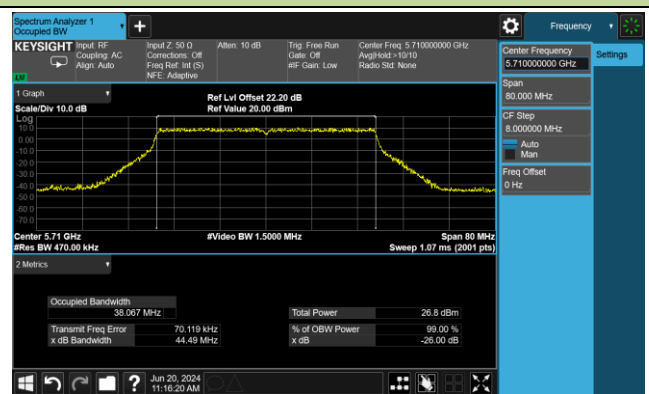 Spectrum Analyzer 1
Occupied BW
Frequency
KEYSIGHT
Input: RF
Coupling: AC
Align: Auto
Input Z: 50 Ω
Corrections: Off
Freq Ref: Int (S)
NFE: Adaptive
Atten: 10 dB
Trig: Free Run
Gate: Off
#IF Gain: Low
Center Freq: 5.710000000 GHz
Avg|Hold:>10/10
Radio Std: None
Center Frequency
5.710000000 GHz
Settings
Span
80.000 MHz
CF Step
8.000000 MHz
Auto
Man
Freq Offset
0 Hz
1 Graph
Scale/Div 10.0 dB
Ref Lvl Offset 22.20 dB
Ref Value 20.00 dBm
Log
10.0
0.00
-10.0
-20.0
-30.0
-40.0
-50.0
-60.0
-70.0
Center 5.71 GHz
#Res BW 470.00 kHz
#Video BW 1.5000 MHz
Span 80 MHz
Sweep 1.07 ms (2001 pts)
2 Metrics
Occupied Bandwidth
38.067 MHz
Total Power 26.8 dBm
Transmit Freq Error 70.119 kHz
% of OBW Power 99.00 %
x dB Bandwidth 44.49 MHz
x dB -26.00 dB
Jun 20, 2024
11:16:20 AM